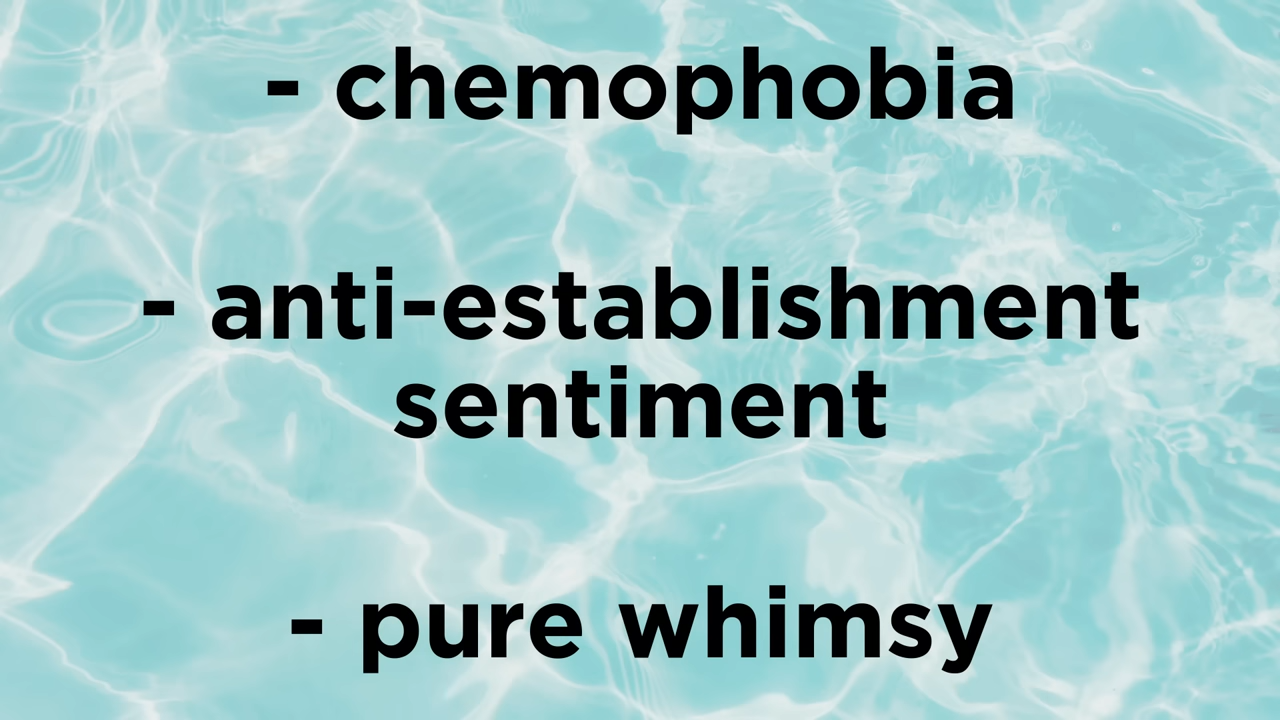 - chemophobia
- anti-establishment
sentiment
- pure whimsy